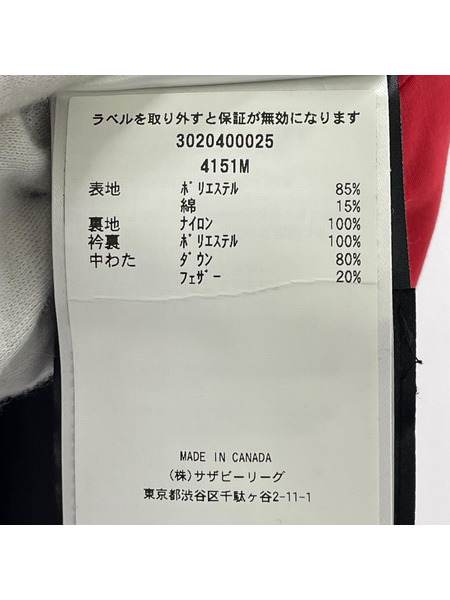 ラベルを取り外すと保証が無効になります
3020400025
4151M
表地 ポリエステル 85%
綿 15%
裏地 ナイロン 100%
衿裏 ポリエステル 100%
中わた ダウン 80%
フェザー 20%
MADE IN CANADA
(株)サザビーリーグ
東京都渋谷区千駄ヶ谷2-11-1